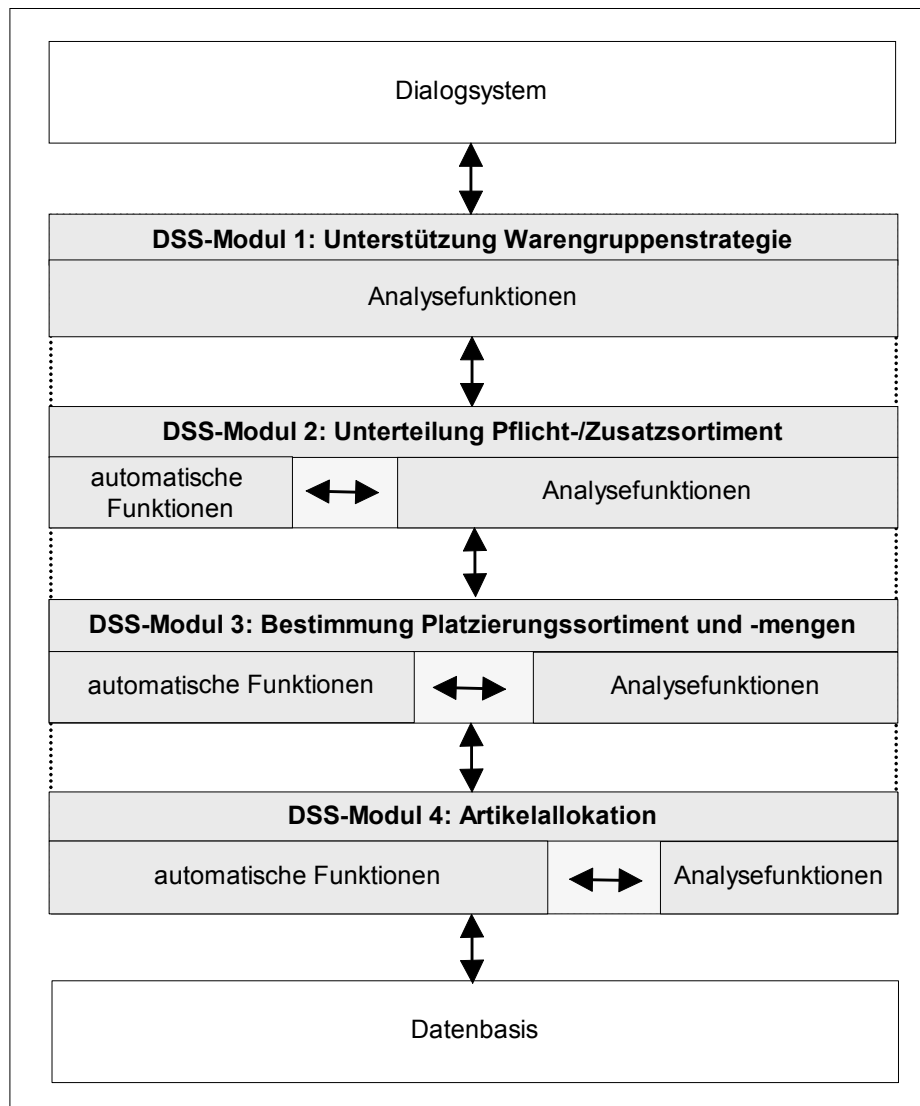 Dialogsystem
DSS-Modul 1: Unterstützung Warengruppenstrategie
Analysefunktionen
DSS-Modul 2: Unterteilung Pflicht-/Zusatzsortiment
automatische
Funktionen
Analysefunktionen
DSS-Modul 3: Bestimmung Platzierungssortiment und -mengen
automatische Funktionen
Analysefunktionen
DSS-Modul 4: Artikelallokation
automatische Funktionen
Analysefunktionen
Datenbasis